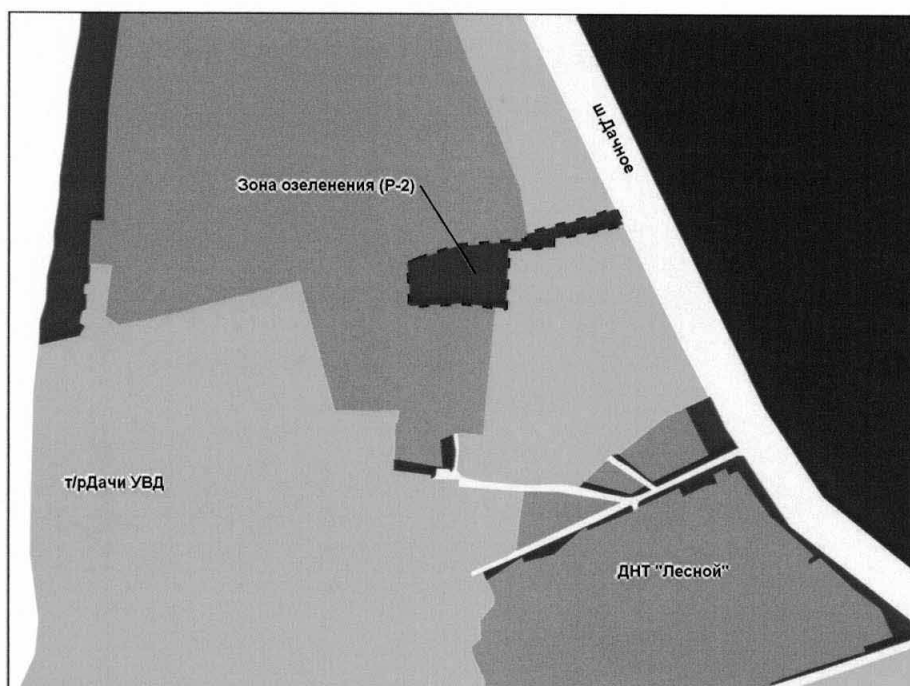 ш.Дачное
Зона озеленения (Р-2)
т/рДачи УВД
ДНТ "Лесной"